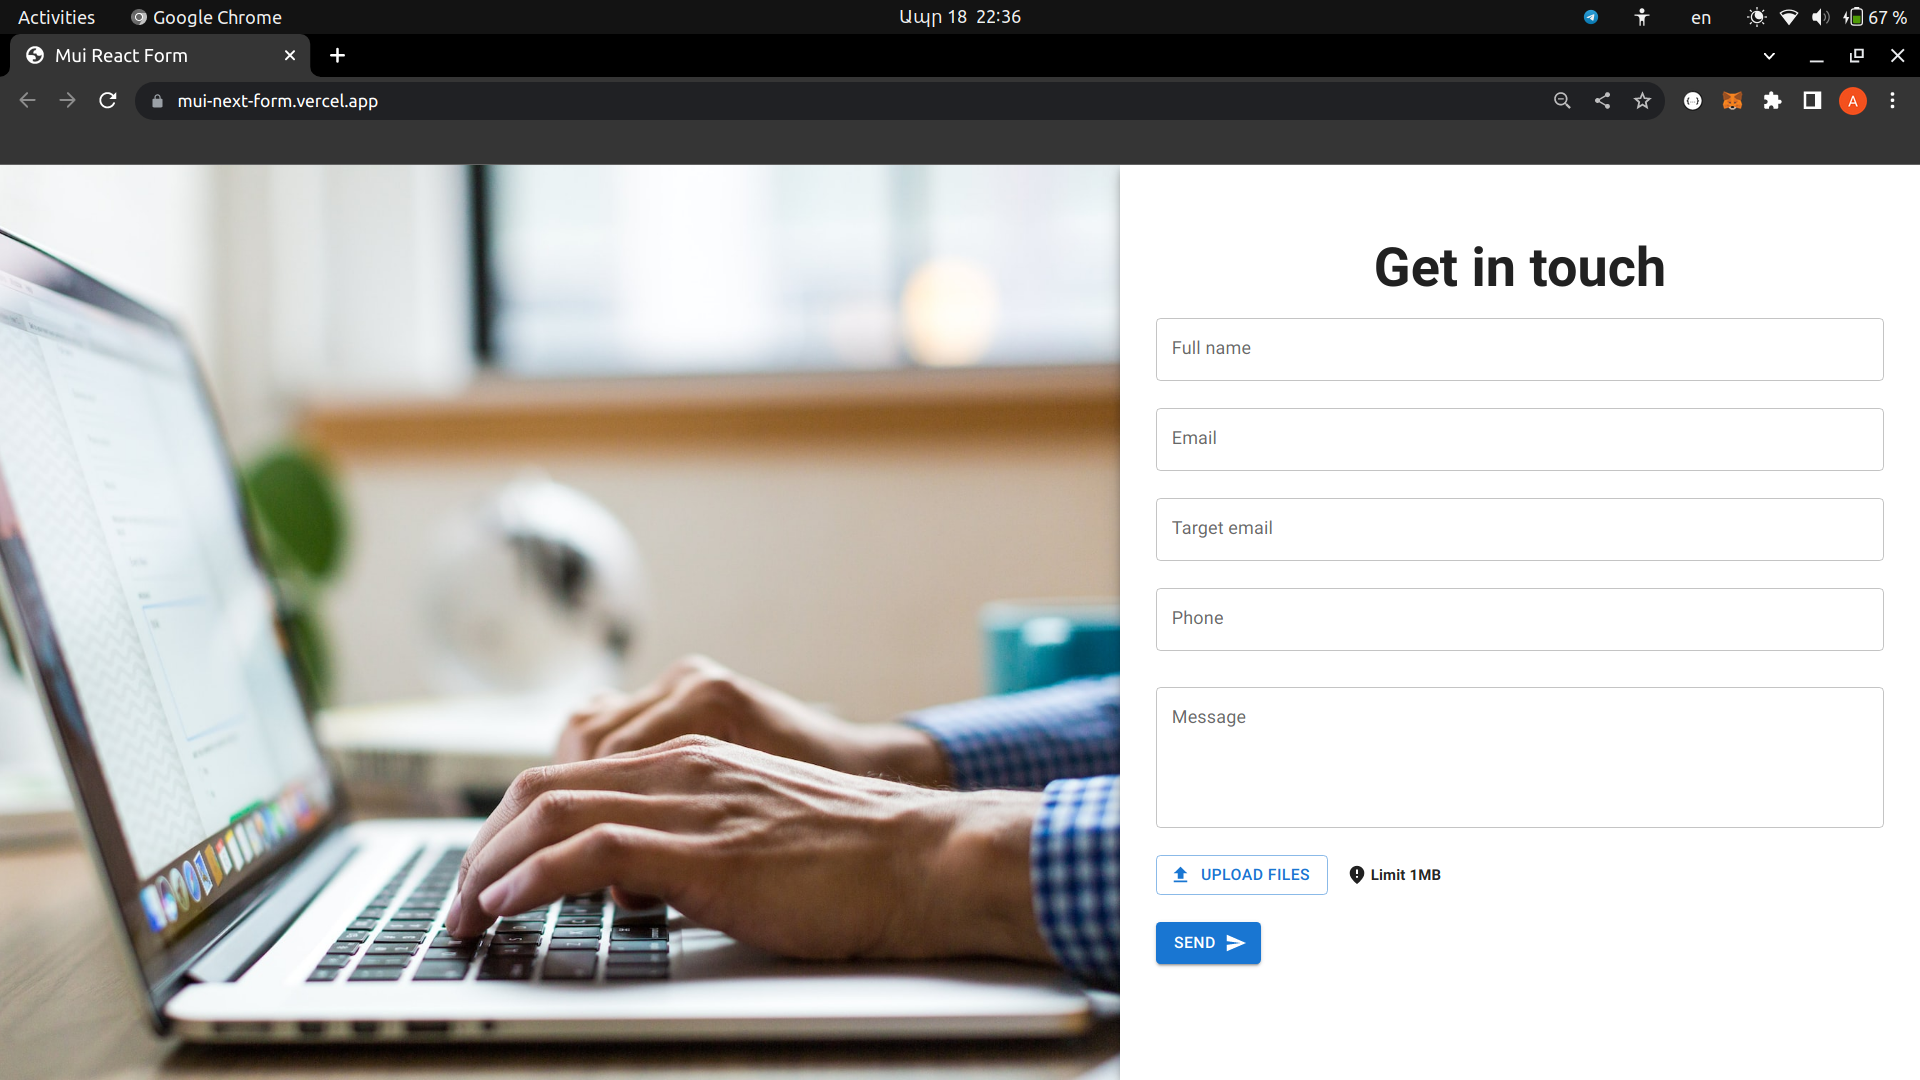 Activities
Google Chrome
Ապր 18 22:36
en
67 %
Mui React Form
mui-next-form.vercel.app
A
Get in touch
Full name
Email
Target email
Phone
Message
UPLOAD FILES
Limit 1MB
SEND